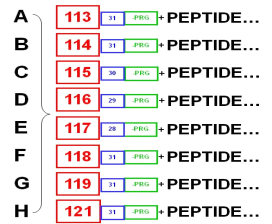 A 113 31 -PRG + PEPTIDE...
B 114 31 -PRG + PEPTIDE...
C 115 30 -PRG + PEPTIDE...
D 116 29 -PRG + PEPTIDE...
E 117 28 -PRG + PEPTIDE...
F 118 31 -PRG + PEPTIDE...
G 119 31 -PRG + PEPTIDE...
H 121 31 -PRG + PEPTIDE...